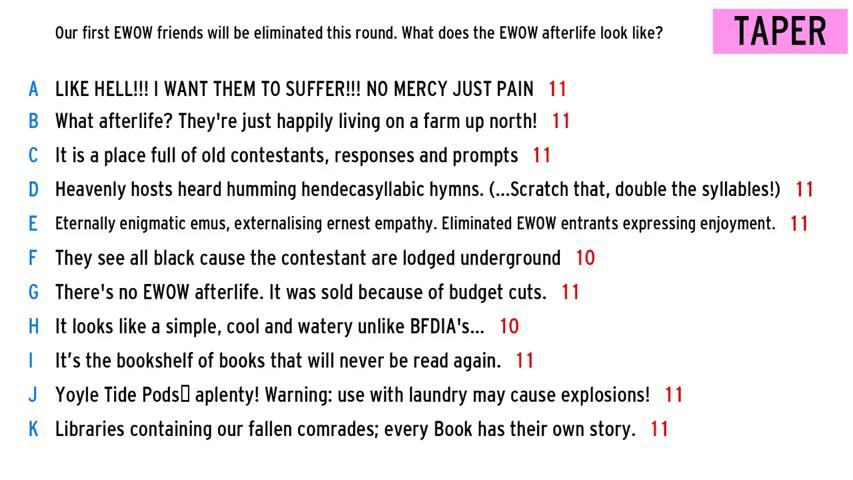 Our first EWOW friends will be eliminated this round. What does the EWOW afterlife look like?
TAPER
A LIKE HELL!!! I WANT THEM TO SUFFER!!! NO MERCY JUST PAIN 11
B What afterlife? They're just happily living on a farm up north! 11
C It is a place full of old contestants, responses and prompts 11
D Heavenly hosts heard humming hendecasyllabic hymns. (...Scratch that, double the syllables!) 11
E Eternally enigmatic emus, externalising ernest empathy. Eliminated EWOW entrants expressing enjoyment. 11
F They see all black cause the contestant are lodged underground 10
G There's no EWOW afterlife. It was sold because of budget cuts. 11
H It looks like a simple, cool and watery unlike BFDIA's... 10
I It’s the bookshelf of books that will never be read again. 11
J Yoyle Tide Pods▯ aplenty! Warning: use with laundry may cause explosions! 11
K Libraries containing our fallen comrades; every Book has their own story. 11